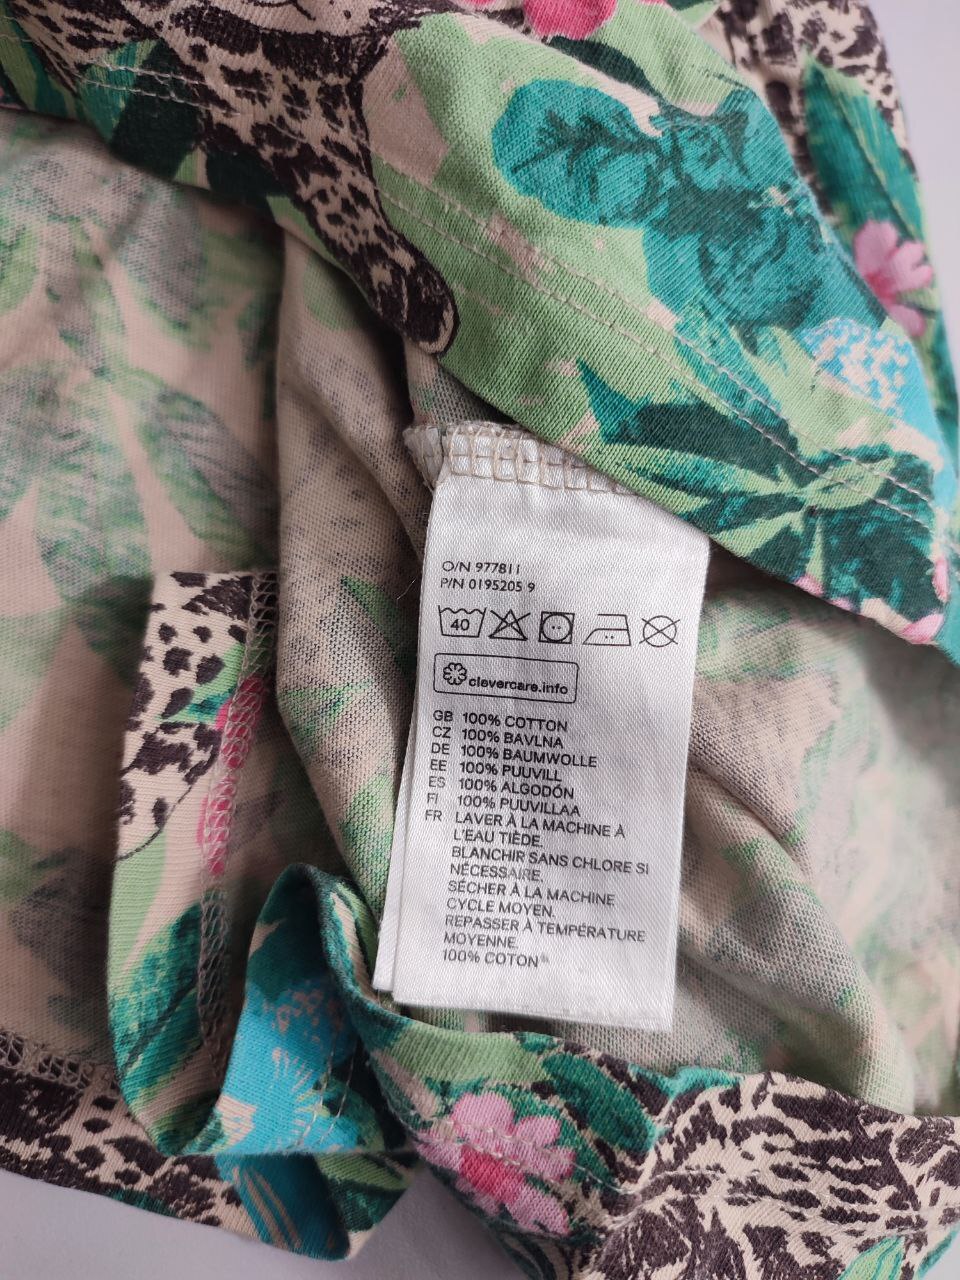 O/N 977811
P/N 0195205 9
40
clevercare.info
GB 100% COTTON
CZ 100% BAVLNA
DE 100% BAUMWOLLE
EE 100% PUUVILL
ES 100% ALGODÓN
FI 100% PUUVILLAA
FR LAVER À LA MACHINE À
L'EAU TIÈDE.
BLANCHIR SANS CHLORE SI
NÉCESSAIRE.
SÉCHER À LA MACHINE
CYCLE MOYEN.
REPASSER À TEMPÉRATURE
MOYENNE.
100% COTON